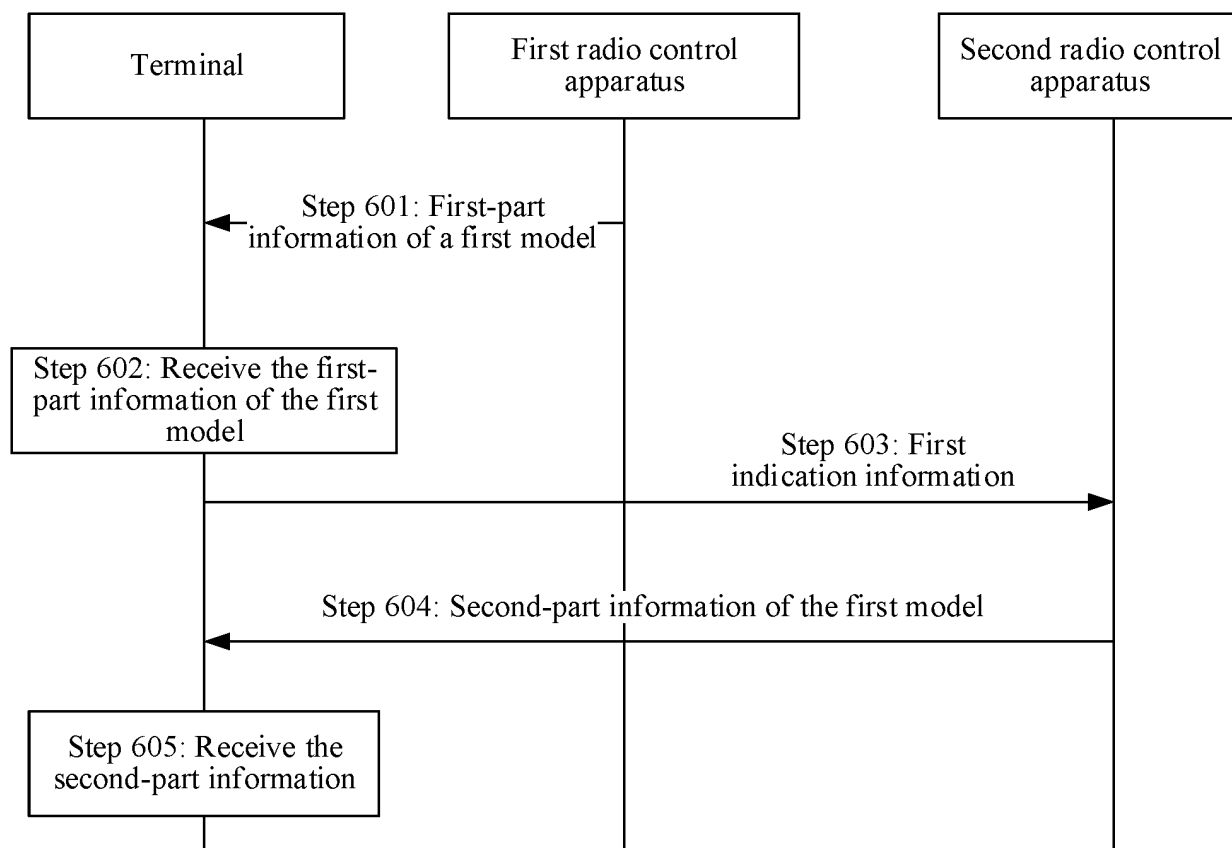 Terminal
First radio control
apparatus
Second radio control
apparatus
Step 601: First-part
information of a first model
Step 602: Receive the first-
part information of the first
model
Step 603: First
indication information
Step 604: Second-part information of the first model
Step 605: Receive the
second-part information